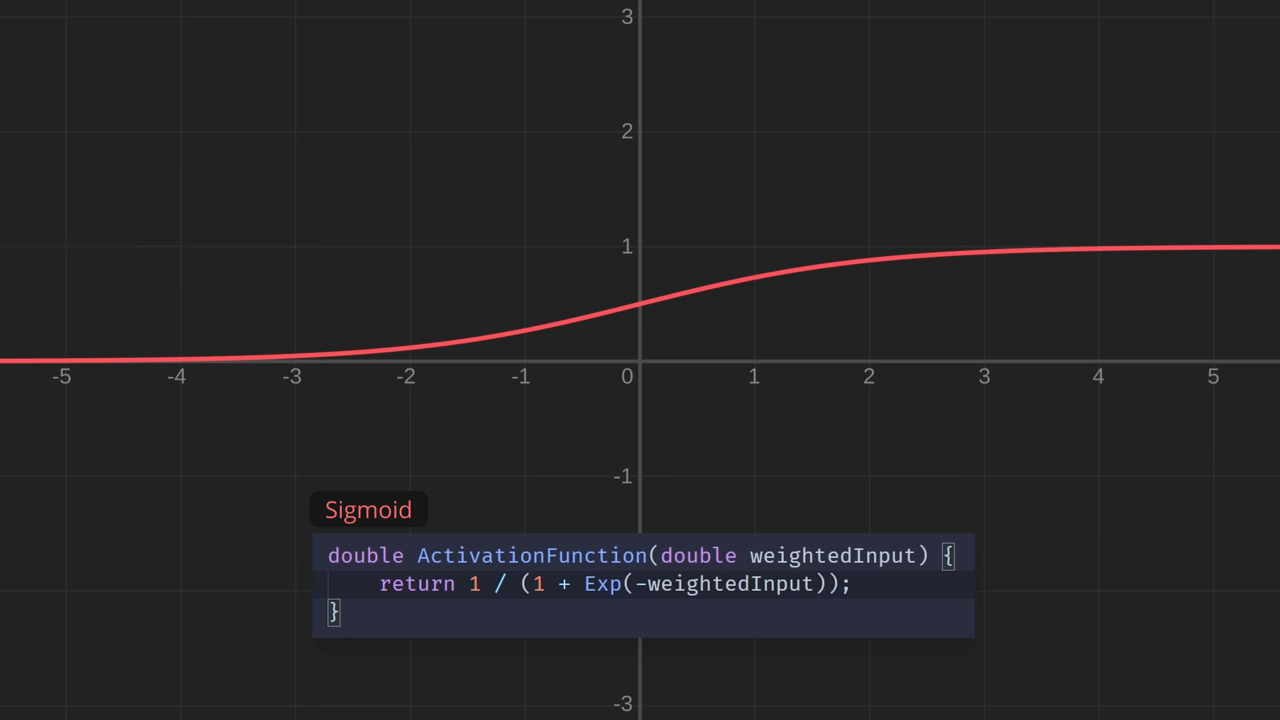 3
2
1
-5 -4 -3 -2 -1 0 1 2 3 4 5
-1
Sigmoid
double ActivationFunction(double weightedInput) {
    return 1 / (1 + Exp(-weightedInput));
}
-3